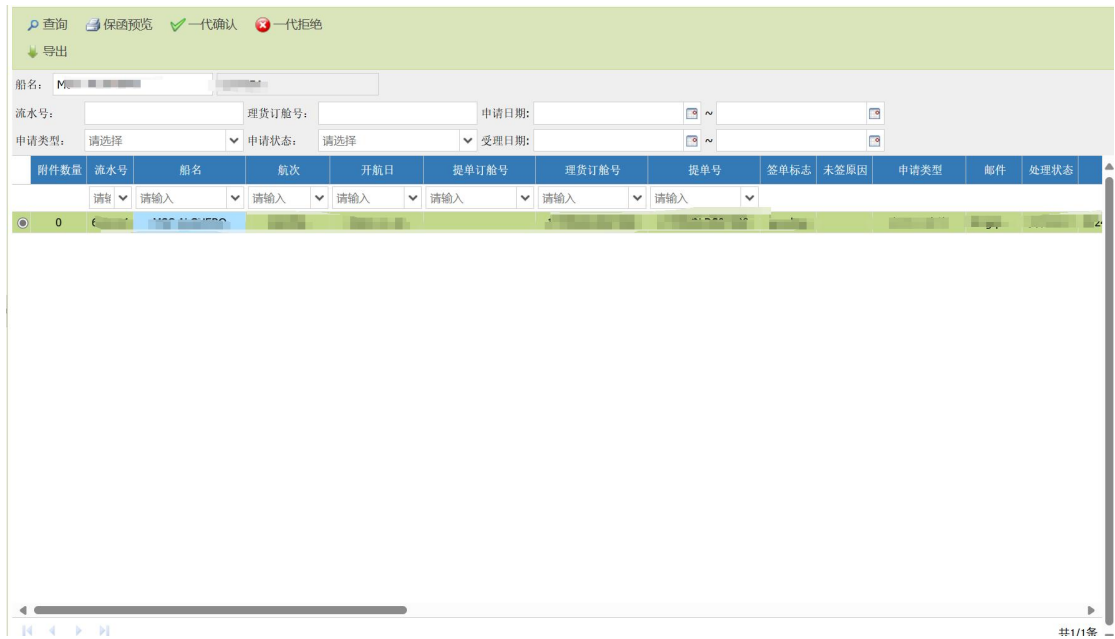 查询 保函预览 一代确认 一代拒绝
导出
船名：
流水号： 理货订舱号： 申请日期： ~
申请类型： 请选择 申请状态： 请选择 受理日期： ~
附件数量 流水号 船名 航次 开航日 提单订舱号 理货订舱号 提单号 签单标志 未签原因 申请类型 邮件 处理状态
请输入 请输入 请输入 请输入 请输入 请输入
0
共1/1条